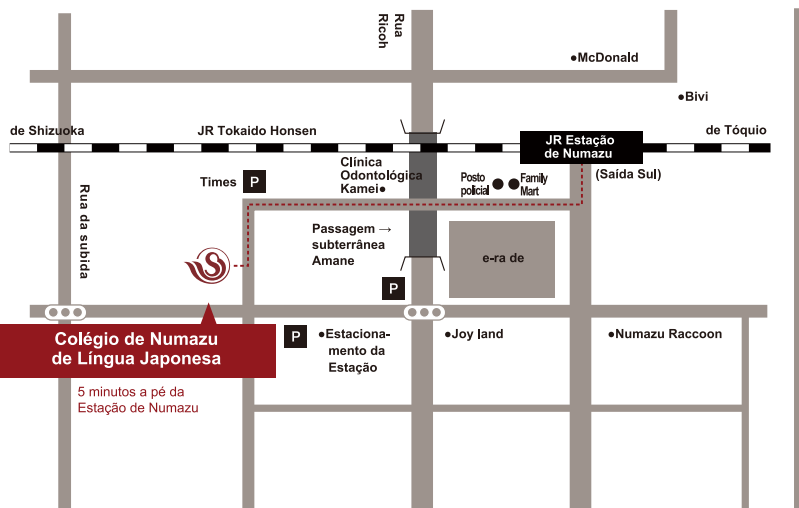 Rua
Ricoh
●McDonald
●Bivi
de Shizuoka
JR Tokaido Honsen
JR Estação
de Numazu
de Tóquio
(Saída Sul)
Clínica
Odontológica
Kamei●
Times P
Posto
policial
Family
Mart
Rua da subida
Passagem →
subterrânea
Amane
e-ra de
P
Colégio de Numazu
de Língua Japonesa
P
●Estaciona-
mento da
Estação
●Joy land
●Numazu Raccoon
5 minutos a pé da
Estação de Numazu